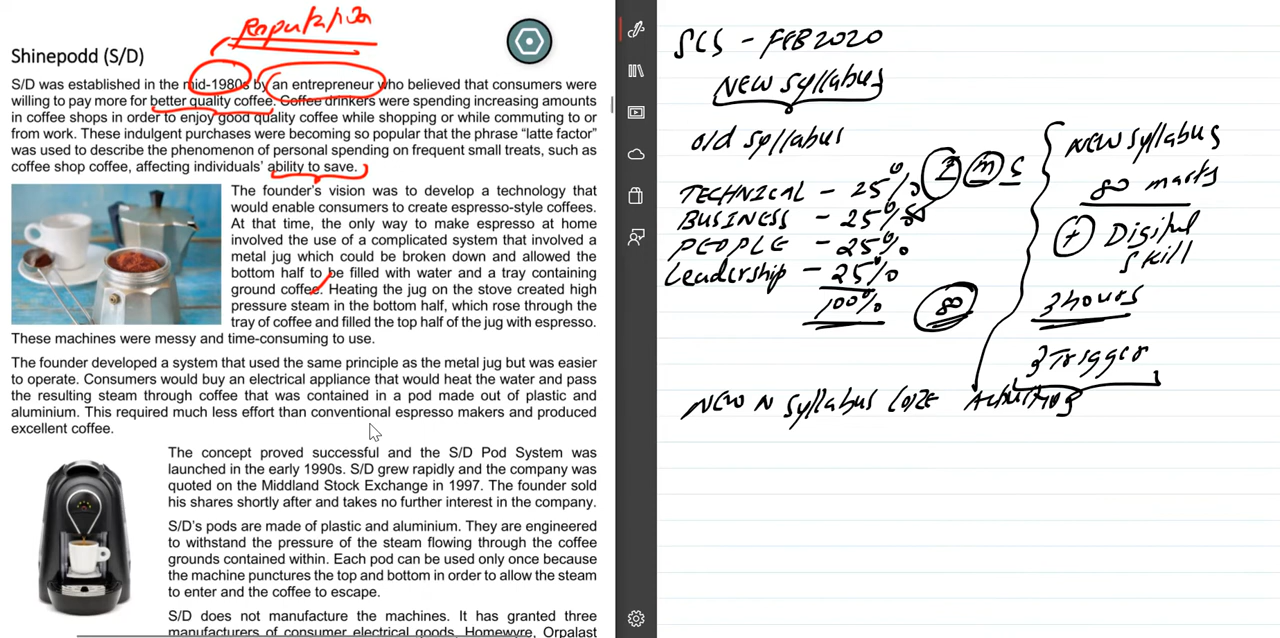 Reputation
Shinepodd (S/D)
S/D was established in the mid-1980s by an entrepreneur who believed that consumers were
willing to pay more for better quality coffee. Coffee drinkers were spending increasing amounts
in coffee shops in order to enjoy good quality coffee while shopping or while commuting to or
from work. These indulgent purchases were becoming so popular that the phrase “latte factor”
was used to describe the phenomenon of personal spending on frequent small treats, such as
coffee shop coffee, affecting individuals’ ability to save.
The founder’s vision was to develop a technology that
would enable consumers to create espresso-style coffees.
At that time, the only way to make espresso at home
involved the use of a complicated system that involved a
metal jug which could be broken down and allowed the
bottom half to be filled with water and a tray containing
ground coffee. Heating the jug on the stove created high
pressure steam in the bottom half, which rose through the
tray of coffee and filled the top half of the jug with espresso.
These machines were messy and time-consuming to use.
The founder developed a system that used the same principle as the metal jug but was easier
to operate. Consumers would buy an electrical appliance that would heat the water and pass
the resulting steam through coffee that was contained in a pod made out of plastic and
aluminium. This required much less effort than conventional espresso makers and produced
excellent coffee.
The concept proved successful and the S/D Pod System was
launched in the early 1990s. S/D grew rapidly and the company was
quoted on the Middland Stock Exchange in 1997. The founder sold
his shares shortly after and takes no further interest in the company.
S/D’s pods are made of plastic and aluminium. They are engineered
to withstand the pressure of the steam flowing through the coffee
grounds contained within. Each pod can be used only once because
the machine punctures the top and bottom in order to allow the steam
to enter and the coffee to escape.
S/D does not manufacture the machines. It has granted three
manufacturers of consumer electrical goods, Homewyre, Orpalast
SCS - FEB 2020
NEW syllabus
old syllabus
E m S
TECHNICAL - 25%
BUSINESS - 25%
PEOPLE - 25%
Leadership - 25%
100%
80
NEW syllabus
80 marks
+ Digital
skill
3 hours
3 Trigger
NEW N syllabus CORE Activities